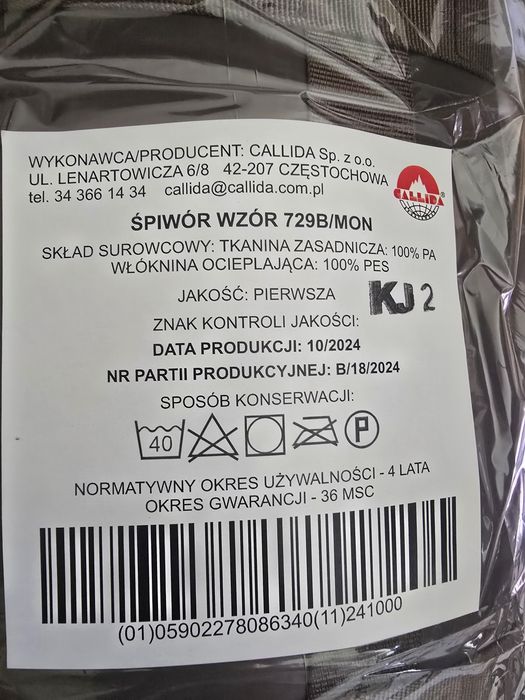 WYKONAWCA/PRODUCENT: CALLIDA Sp. z o.o.
UL. LENARTOWICZA 6/8 42-207 CZĘSTOCHOWA
tel. 34 366 14 34 callida@callida.com.pl
CALLIDA®
ŚPIWÓR WZÓR 729B/MON
SKŁAD SUROWCOWY: TKANINA ZASADNICZA: 100% PA
WŁÓKNINA OCIEPLAJĄCA: 100% PES
JAKOŚĆ: PIERWSZA
KJ 2
ZNAK KONTROLI JAKOŚCI:
DATA PRODUKCJI: 10/2024
NR PARTII PRODUKCYJNEJ: B/18/2024
SPOSÓB KONSERWACJI:
40 P
NORMATYWNY OKRES UŻYWALNOŚCI - 4 LATA
OKRES GWARANCJI - 36 MSC
(01)05902278086340(11)241000